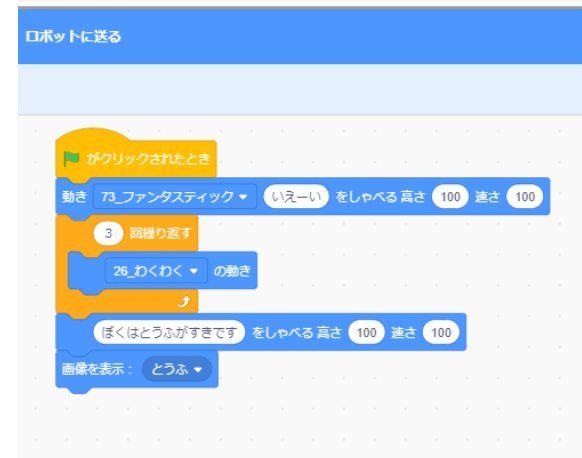 ロボットに送る
がクリックされたとき
動き 73_ファンタスティック いえーい をしゃべる 高さ 100 速さ 100
3 回繰り返す
26_わくわく の動き
ぼくはとうふがすきです をしゃべる 高さ 100 速さ 100
画像を表示： とうふ